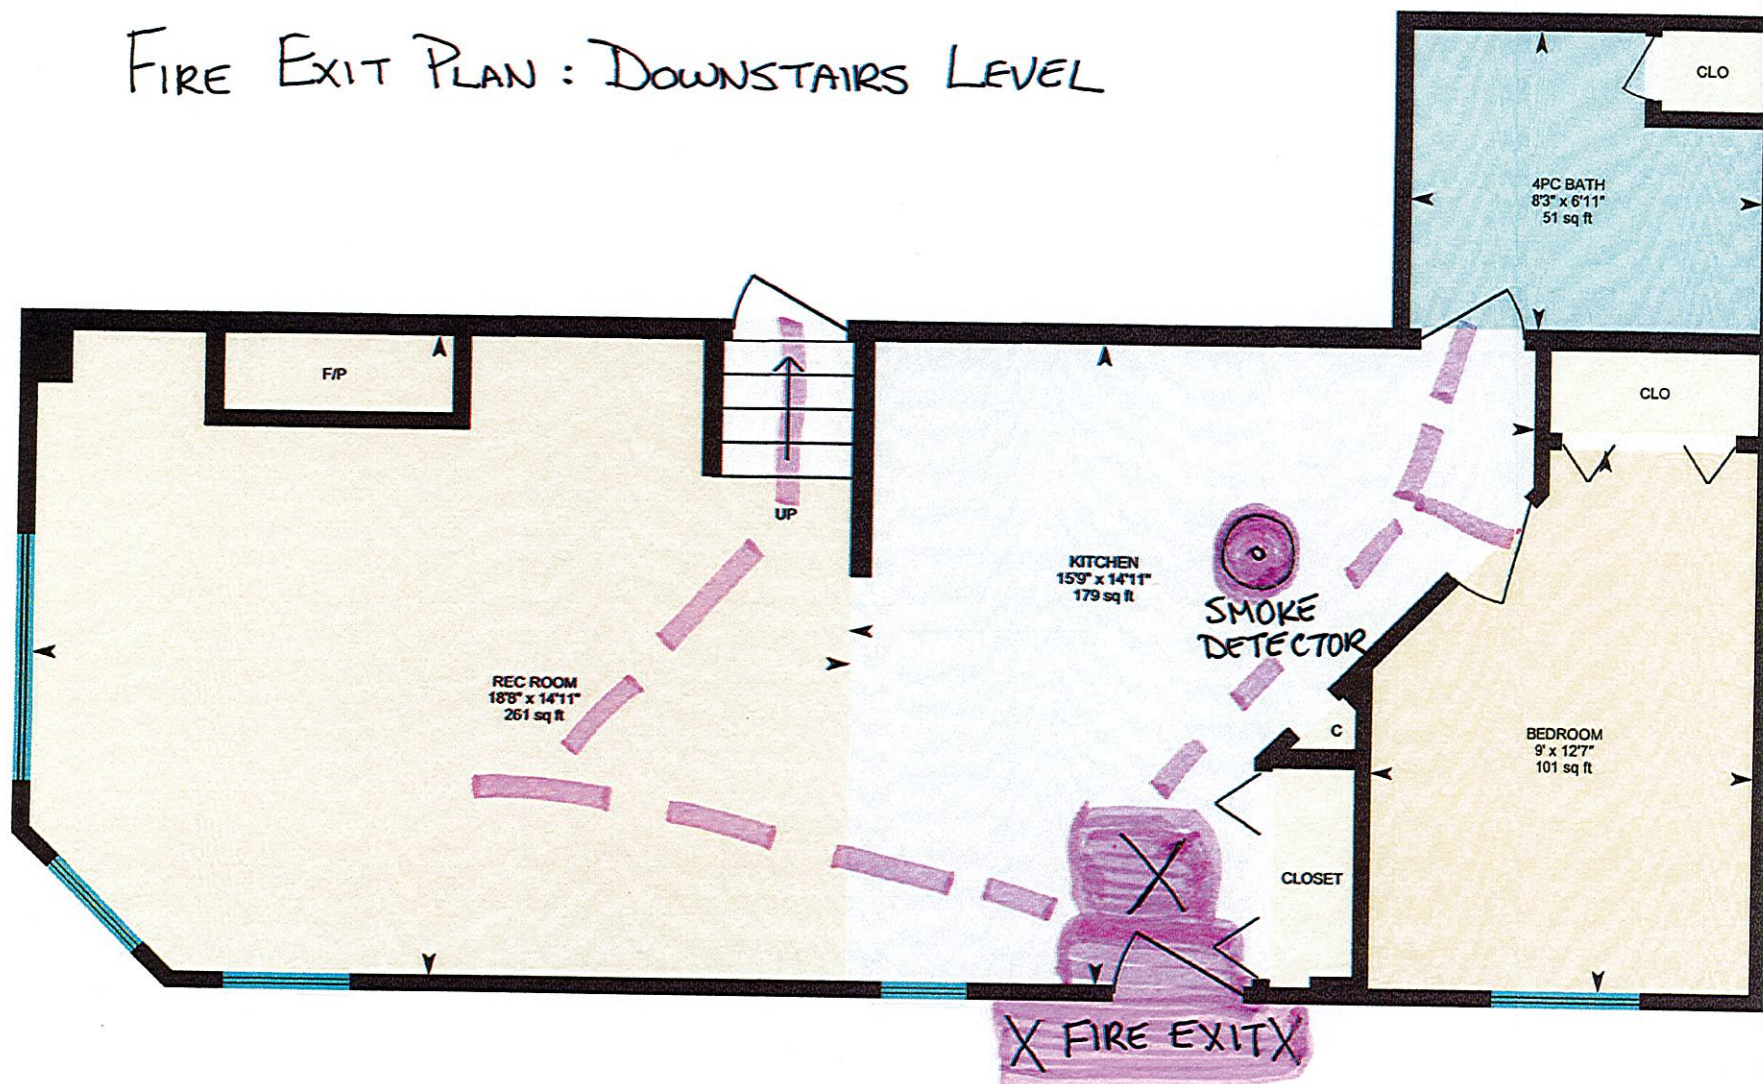 FIRE EXIT PLAN : DOWNSTAIRS LEVEL
CLO
4PC BATH
8'3" x 6'11"
51 sq ft
F/P
CLO
UP
KITCHEN
15'9" x 14'11"
179 sq ft
SMOKE
DETECTOR
REC ROOM
18'8" x 14'11"
261 sq ft
C
BEDROOM
9' x 12'7"
101 sq ft
CLOSET
X
X FIRE EXIT X